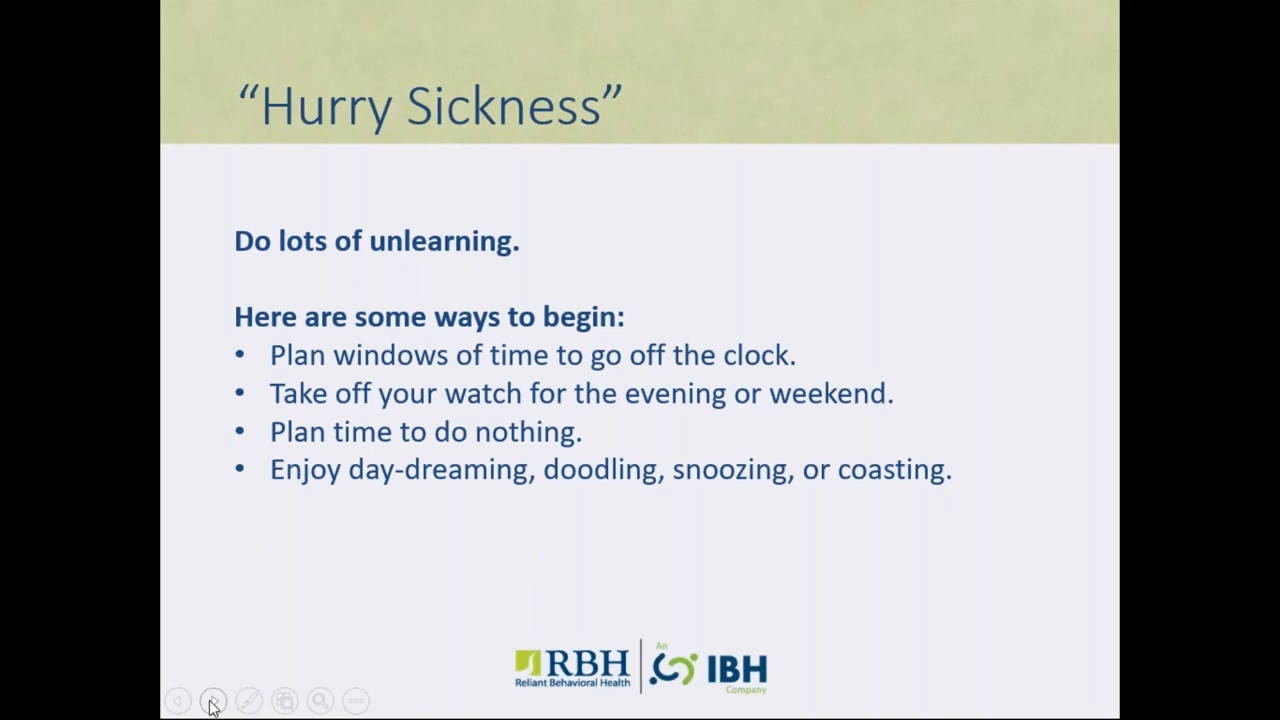 “Hurry Sickness”
Do lots of unlearning.
Here are some ways to begin:
• Plan windows of time to go off the clock.
• Take off your watch for the evening or weekend.
• Plan time to do nothing.
• Enjoy day-dreaming, doodling, snoozing, or coasting.
RBH
Reliant Behavioral Health
An
IBH
Company